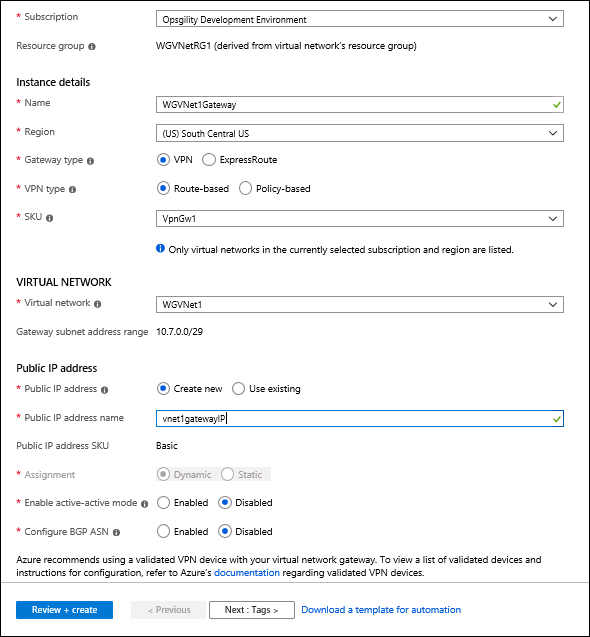 * Subscription Opsgility Development Environment
Resource group WGVNetRG1 (derived from virtual network's resource group)
Instance details
* Name WGVNet1Gateway
* Region (US) South Central US
* Gateway type VPN ExpressRoute
* VPN type Route-based Policy-based
* SKU VpnGw1
Only virtual networks in the currently selected subscription and region are listed.
VIRTUAL NETWORK
* Virtual network WGVNet1
Gateway subnet address range 10.7.0.0/29
Public IP address
* Public IP address Create new Use existing
* Public IP address name vnet1gatewayIP
Public IP address SKU Basic
* Assignment Dynamic Static
* Enable active-active mode Enabled Disabled
* Configure BGP ASN Enabled Disabled
Azure recommends using a validated VPN device with your virtual network gateway. To view a list of validated devices and
instructions for configuration, refer to Azure's documentation regarding validated VPN devices.
Review + create < Previous Next : Tags > Download a template for automation